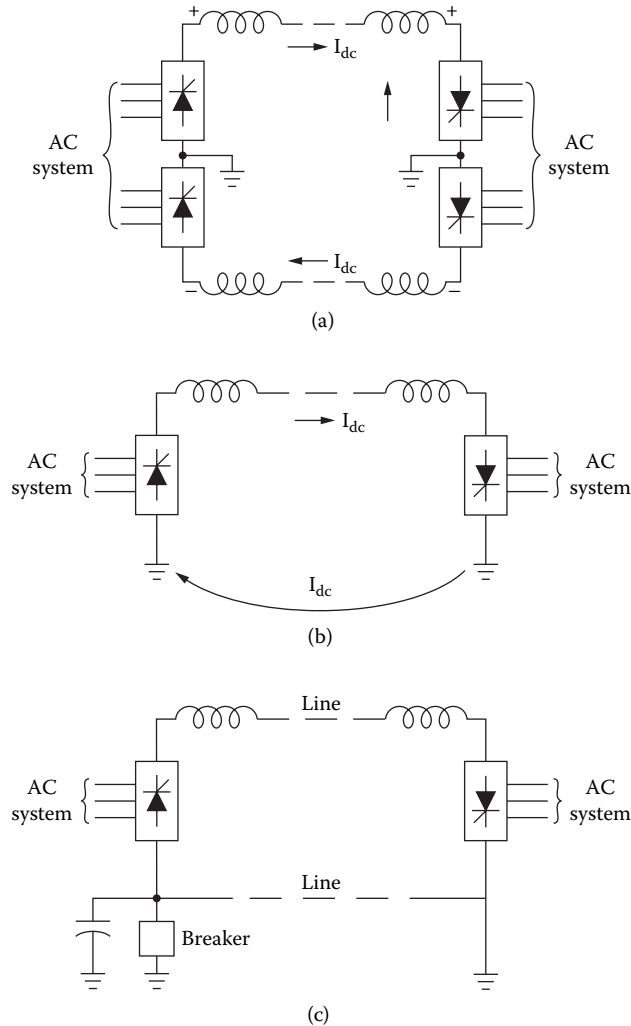 + +
I_dc
AC
system
AC
system
I_dc
− −
(a)
I_dc
AC
system
AC
system
I_dc
(b)
Line
AC
system
AC
system
Line
Breaker
(c)